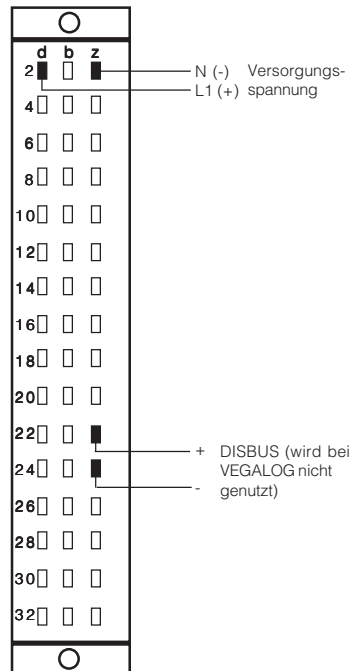 d b z
2
N (-) Versorgungs-
L1 (+) spannung
4
6
8
10
12
14
16
18
20
22
+ DISBUS (wird bei
24
VEGALOG nicht
- genutzt)
26
28
30
32